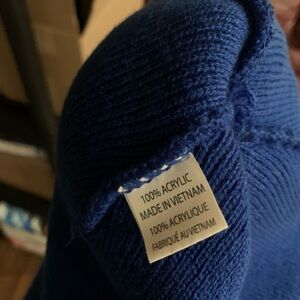 100% ACRYLIC
MADE IN VIETNAM
100% ACRYLIQUE
FABRIQUÉ AU VIETNAM